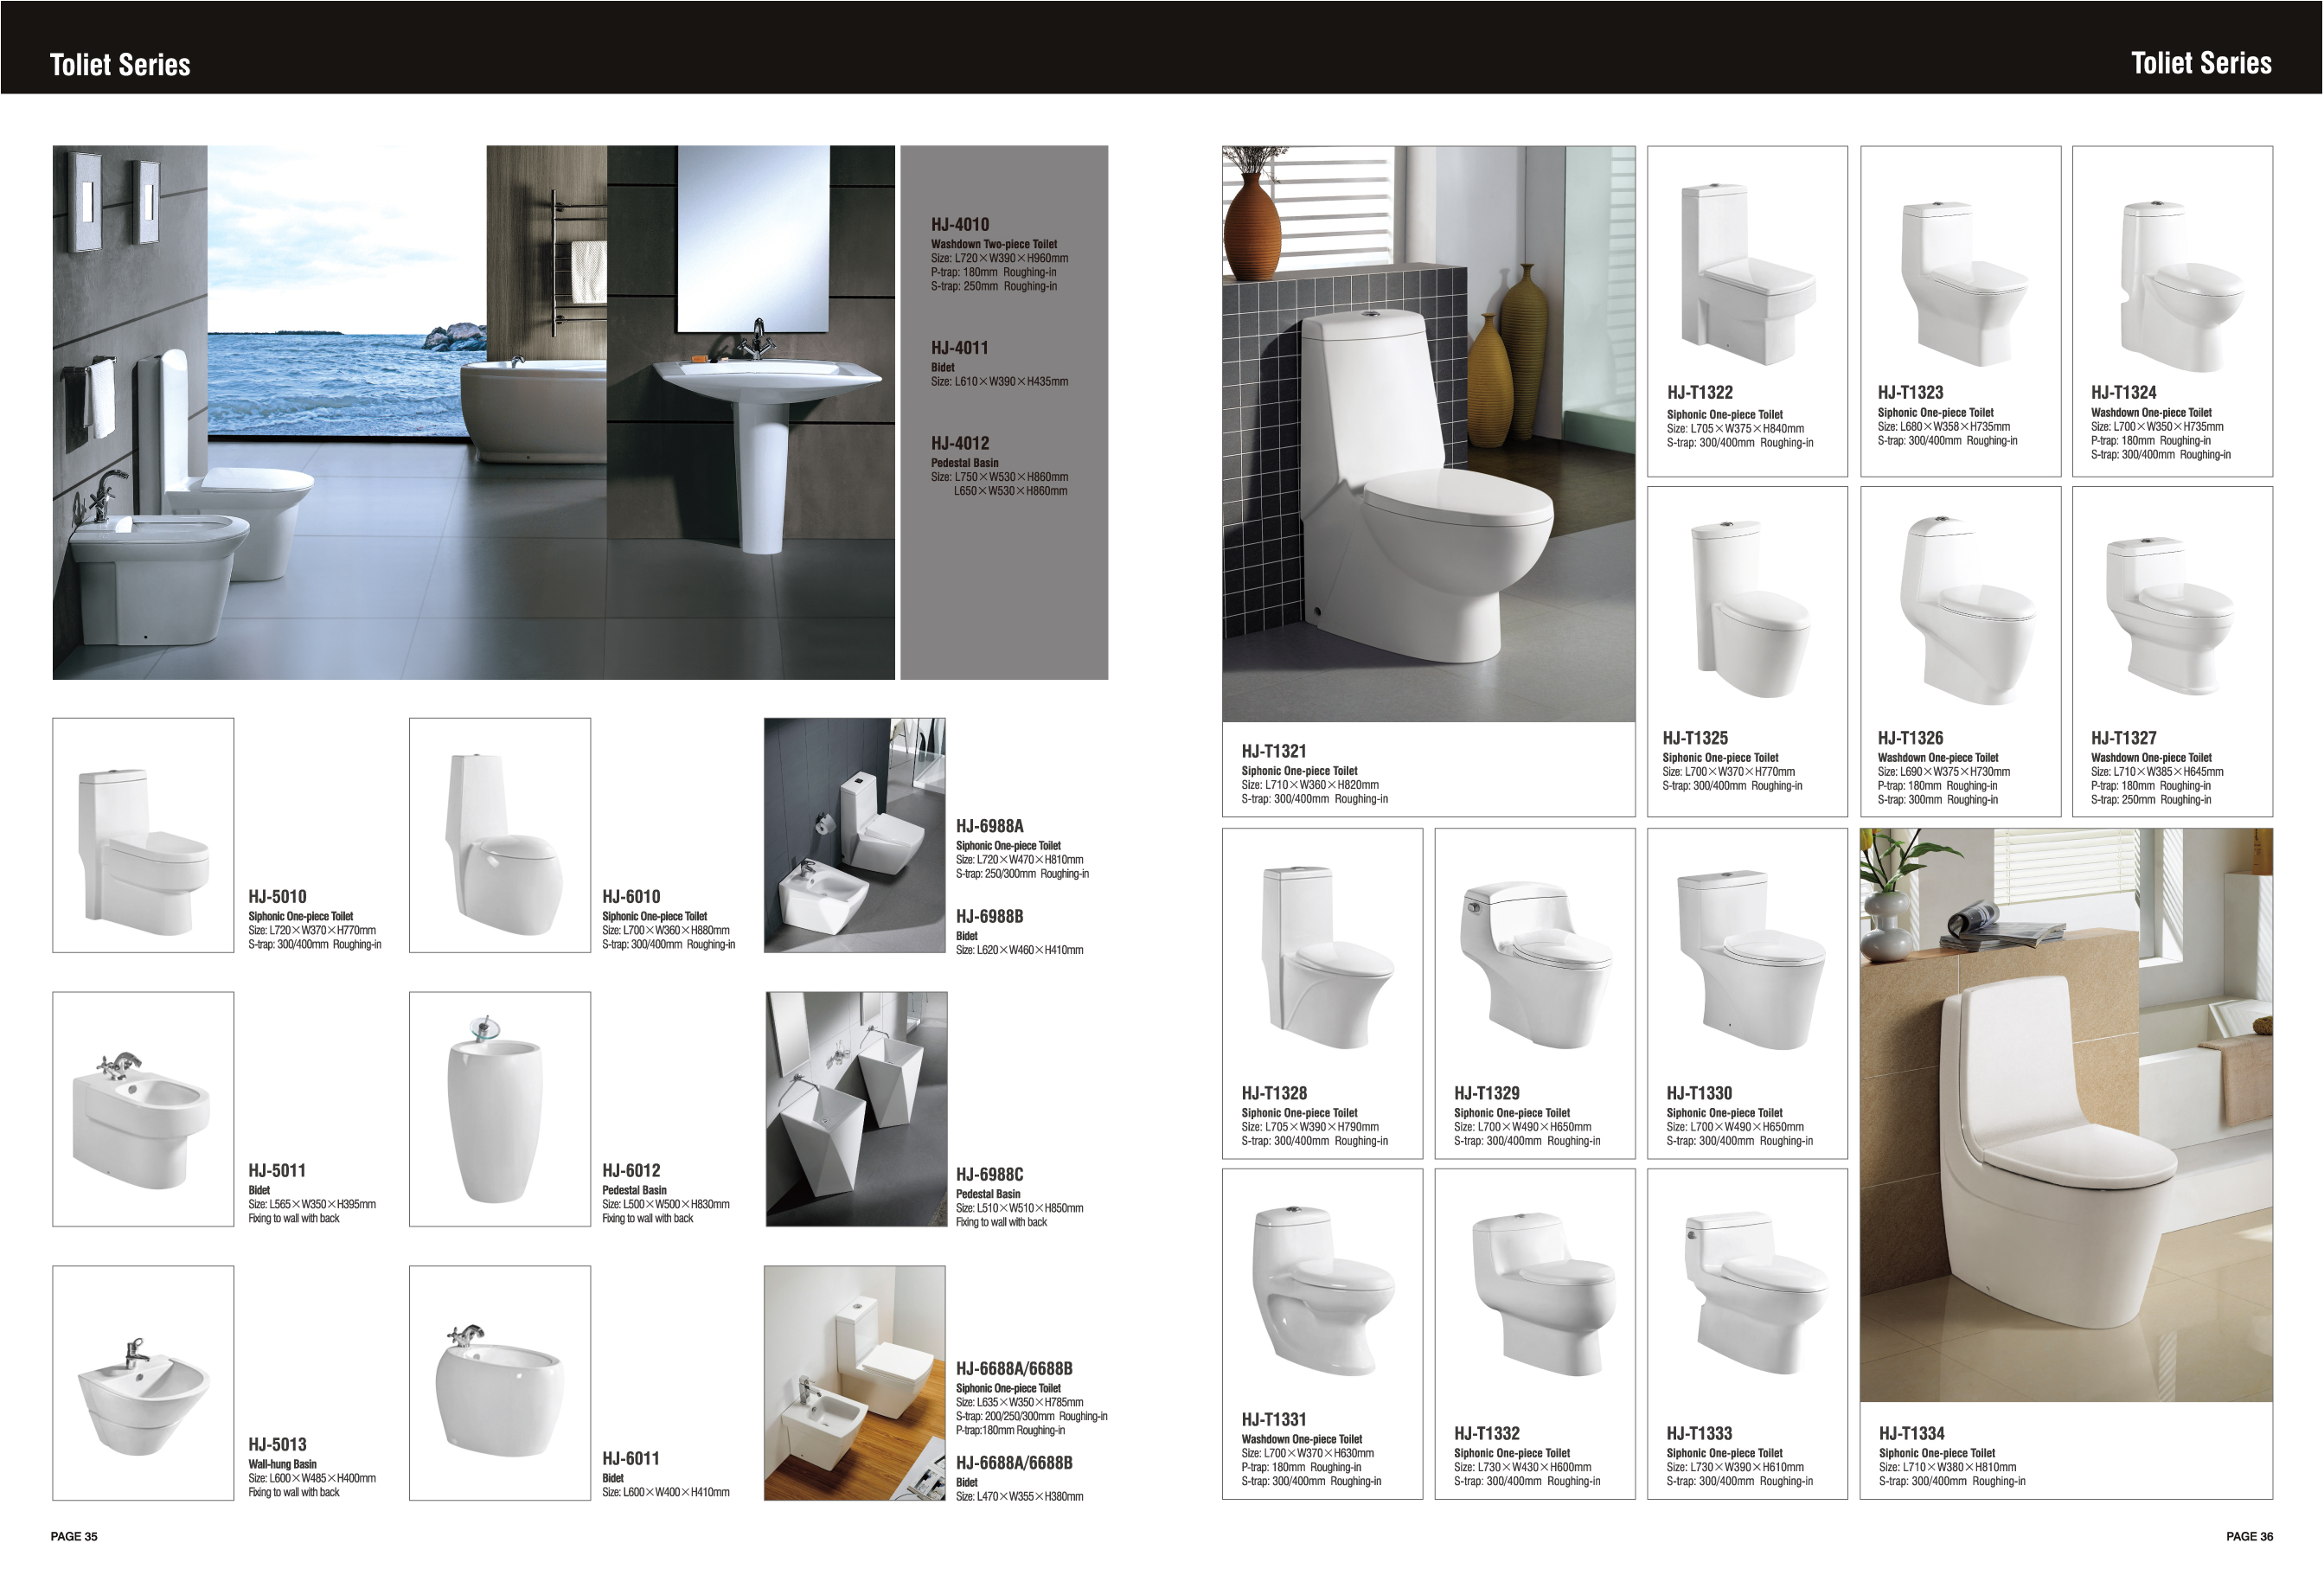 Toliet Series
Toliet Series
HJ-4010
Washdown Two-piece Toilet
Size: L720×W390×H960mm
P-trap: 180mm Roughing-in
S-trap: 250mm Roughing-in
HJ-4011
Bidet
Size: L610×W390×H435mm
HJ-4012
Pedestal Basin
Size: L750×W530×H860mm
L650×W530×H860mm
HJ-5010
Siphonic One-piece Toilet
Size: L720×W370×H770mm
S-trap: 300/400mm Roughing-in
HJ-6010
Siphonic One-piece Toilet
Size: L700×W360×H880mm
S-trap: 300/400mm Roughing-in
HJ-6988A
Siphonic One-piece Toilet
Size: L720×W470×H810mm
S-trap: 250/300mm Roughing-in
HJ-6988B
Bidet
Size: L620×W460×H410mm
HJ-5011
Bidet
Size: L565×W350×H395mm
Fixing to wall with back
HJ-6012
Pedestal Basin
Size: L500×W500×H830mm
Fixing to wall with back
HJ-6988C
Pedestal Basin
Size: L510×W510×H850mm
Fixing to wall with back
HJ-5013
Wall-hung Basin
Size: L600×W485×H400mm
Fixing to wall with back
HJ-6011
Bidet
Size: L600×W400×H410mm
HJ-6688A/6688B
Siphonic One-piece Toilet
Size: L635×W350×H785mm
S-trap: 200/250/300mm Roughing-in
P-trap:180mm Roughing-in
HJ-6688A/6688B
Bidet
Size: L470×W355×H380mm
PAGE 35
HJ-T1321
Siphonic One-piece Toilet
Size: L710×W360×H820mm
S-trap: 300/400mm Roughing-in
HJ-T1322
Siphonic One-piece Toilet
Size: L705×W375×H840mm
S-trap: 300/400mm Roughing-in
HJ-T1323
Siphonic One-piece Toilet
Size: L680×W358×H735mm
S-trap: 300/400mm Roughing-in
HJ-T1324
Washdown One-piece Toilet
Size: L700×W350×H735mm
P-trap: 180mm Roughing-in
S-trap: 300/400mm Roughing-in
HJ-T1325
Siphonic One-piece Toilet
Size: L700×W370×H770mm
S-trap: 300/400mm Roughing-in
HJ-T1326
Washdown One-piece Toilet
Size: L690×W375×H730mm
P-trap: 180mm Roughing-in
S-trap: 300mm Roughing-in
HJ-T1327
Washdown One-piece Toilet
Size: L710×W385×H645mm
P-trap: 180mm Roughing-in
S-trap: 250mm Roughing-in
HJ-T1328
Siphonic One-piece Toilet
Size: L705×W390×H790mm
S-trap: 300/400mm Roughing-in
HJ-T1329
Siphonic One-piece Toilet
Size: L700×W490×H650mm
S-trap: 300/400mm Roughing-in
HJ-T1330
Siphonic One-piece Toilet
Size: L700×W490×H650mm
S-trap: 300/400mm Roughing-in
HJ-T1331
Washdown One-piece Toilet
Size: L700×W370×H630mm
P-trap: 180mm Roughing-in
S-trap: 300/400mm Roughing-in
HJ-T1332
Siphonic One-piece Toilet
Size: L730×W430×H600mm
S-trap: 300/400mm Roughing-in
HJ-T1333
Siphonic One-piece Toilet
Size: L730×W390×H610mm
S-trap: 300/400mm Roughing-in
HJ-T1334
Siphonic One-piece Toilet
Size: L710×W380×H810mm
S-trap: 300/400mm Roughing-in
PAGE 36